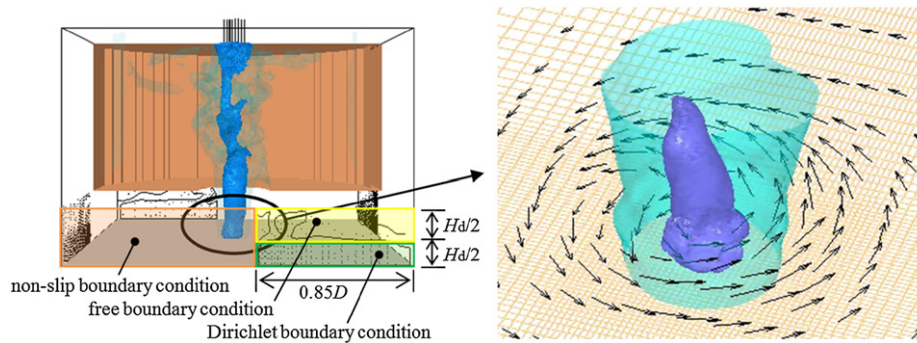 Hd/2
Hd/2
non-slip boundary condition
free boundary condition
0.85D
Dirichlet boundary condition